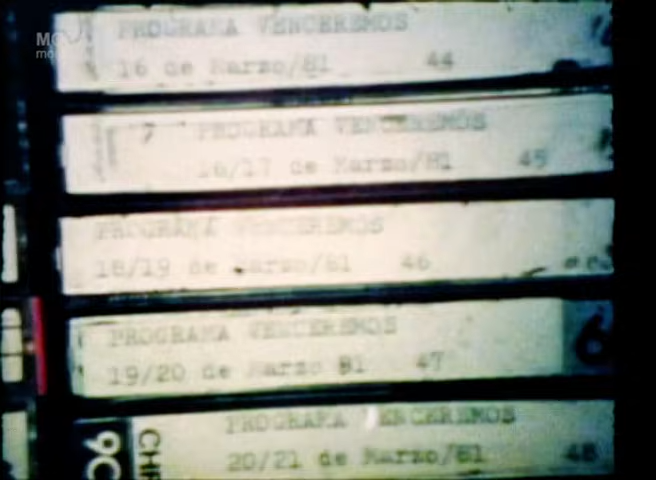 PROGRAMA VENCEREMOS
16 de Marzo/81 44
7 PROGRAMA VENCEREMOS
16/17 de Marzo/81 45
PROGRAMA VENCEREMOS
18/19 de Marzo/81 46
PROGRAMA VENCEREMOS
19/20 de Marzo 81 47
6
PROGRAMA VENCEREMOS
20/21 de Marzo/81 48
90